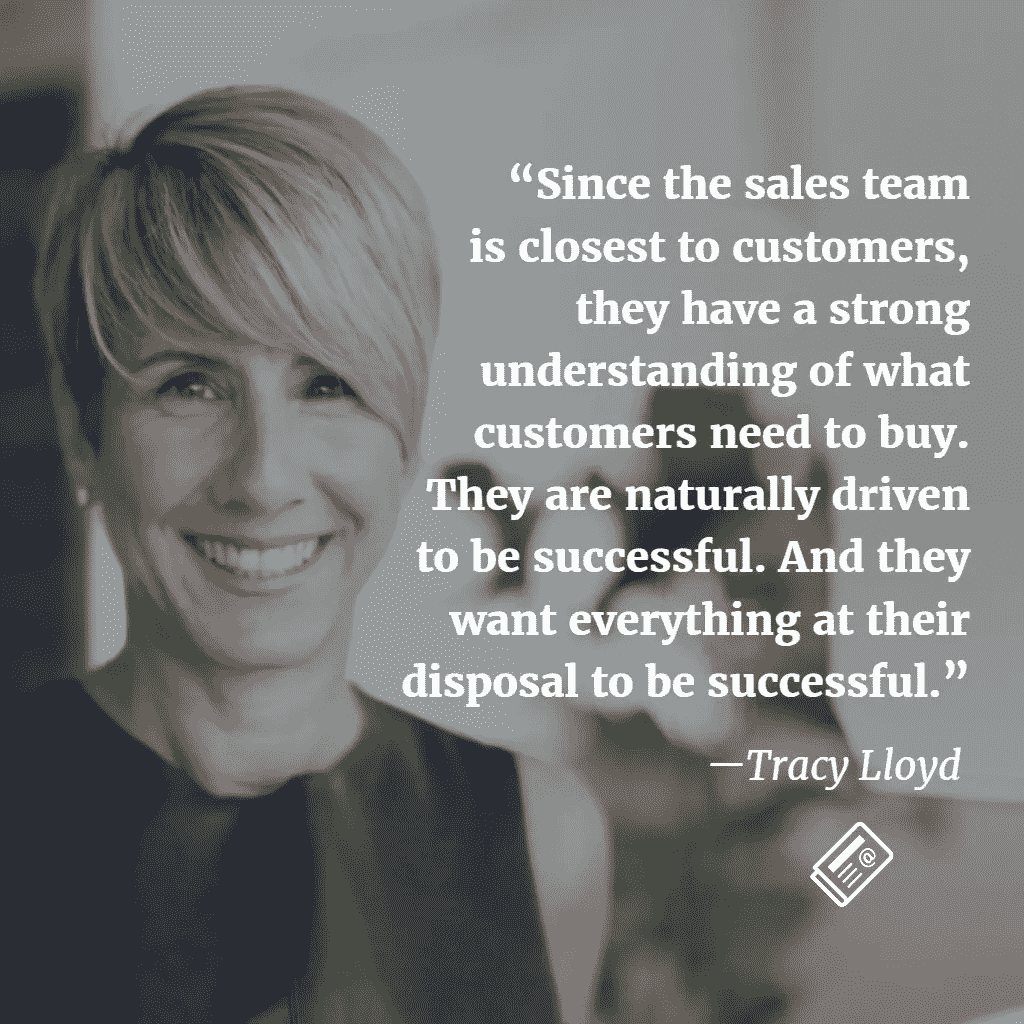 “Since the sales team
is closest to customers,
they have a strong
understanding of what
customers need to buy.
They are naturally driven
to be successful. And they
want everything at their
disposal to be successful.”
—Tracy Lloyd
@